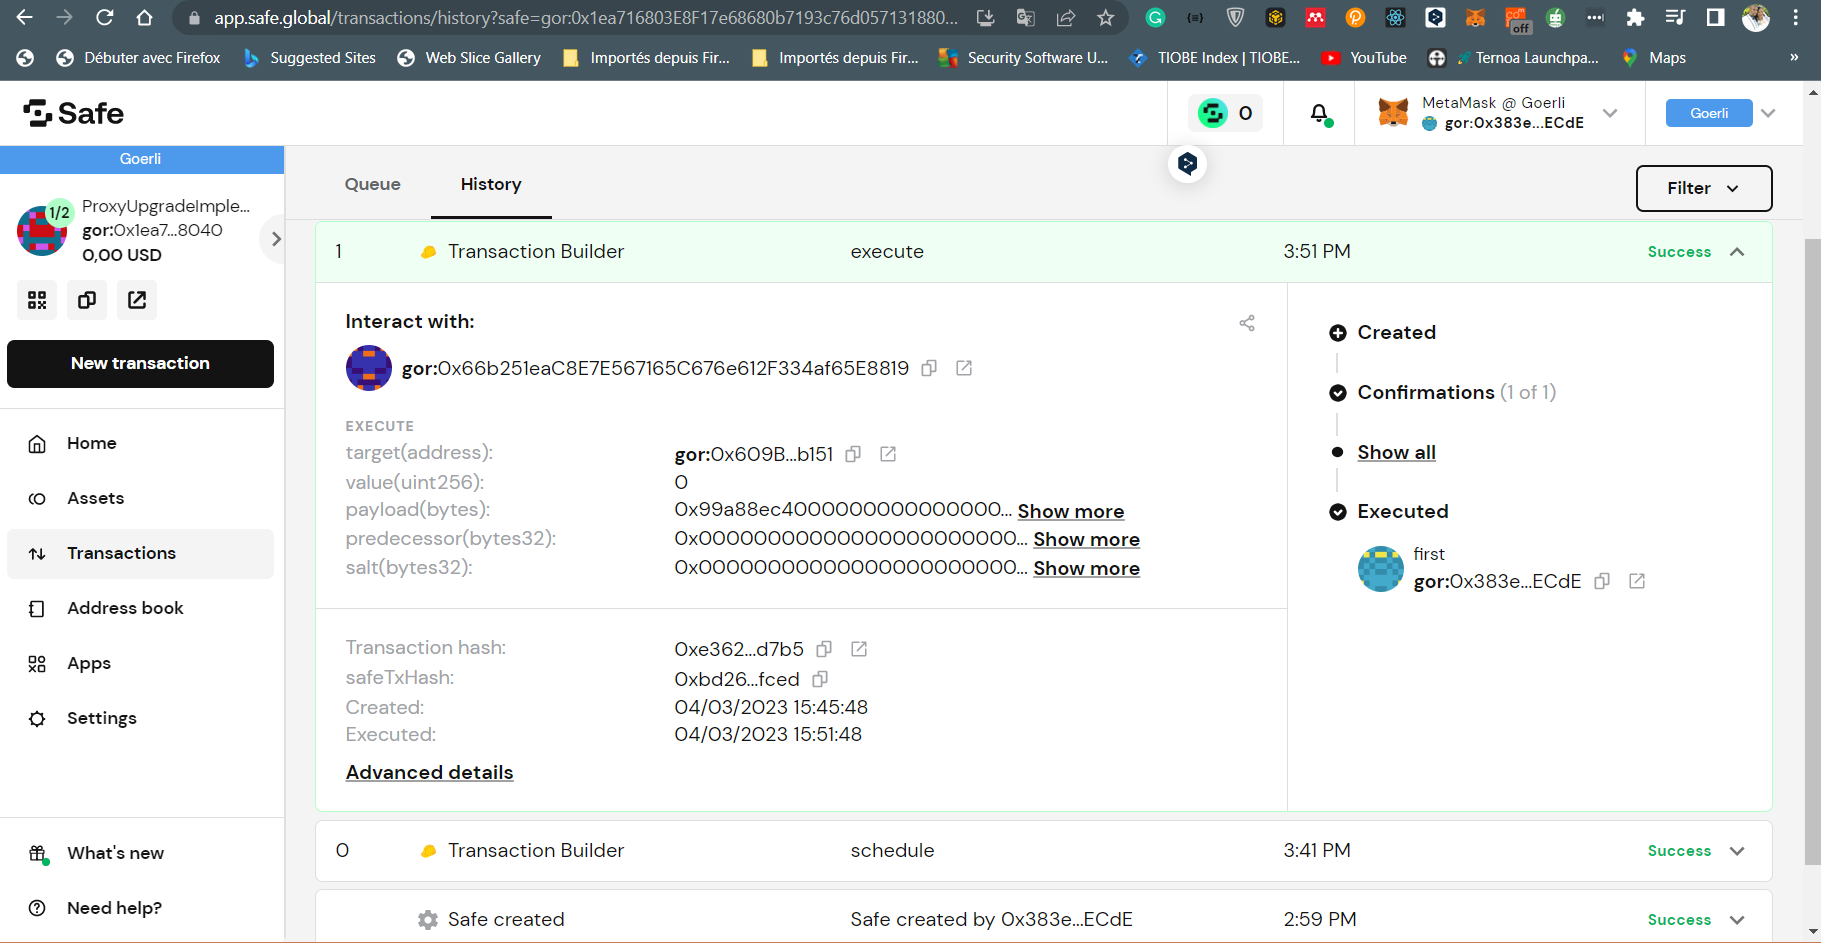 app.safe.global/transactions/history?safe=gor:0x1ea716803E8F17e68680b7193c76d057131880...
off
Débuter avec Firefox
Suggested Sites
Web Slice Gallery
Importés depuis Fir...
Importés depuis Fir...
Security Software U...
TIOBE Index | TIOBE...
YouTube
Ternoa Launchpa...
Maps
»
Safe
0
MetaMask @ Goerli
gor:0x383e...ECdE
Goerli
Goerli
1/2
ProxyUpgradeImple...
gor:0x1ea7...8040
0,00 USD
New transaction
Home
Assets
Transactions
Address book
Apps
Settings
What's new
Need help?
Queue
History
Filter
1
Transaction Builder
execute
3:51 PM
Success
Interact with:
gor:0x66b251eaC8E7E567165C676e612F334af65E8819
EXECUTE
target(address):
gor:0x609B...b151
value(uint256):
0
payload(bytes):
0x99a88ec4000000000000000... Show more
predecessor(bytes32):
0x00000000000000000000000... Show more
salt(bytes32):
0x00000000000000000000000... Show more
Transaction hash:
0xe362...d7b5
safeTxHash:
0xbd26...fced
Created:
04/03/2023 15:45:48
Executed:
04/03/2023 15:51:48
Advanced details
Created
Confirmations (1 of 1)
Show all
Executed
first
gor:0x383e...ECdE
0
Transaction Builder
schedule
3:41 PM
Success
Safe created
Safe created by 0x383e...ECdE
2:59 PM
Success